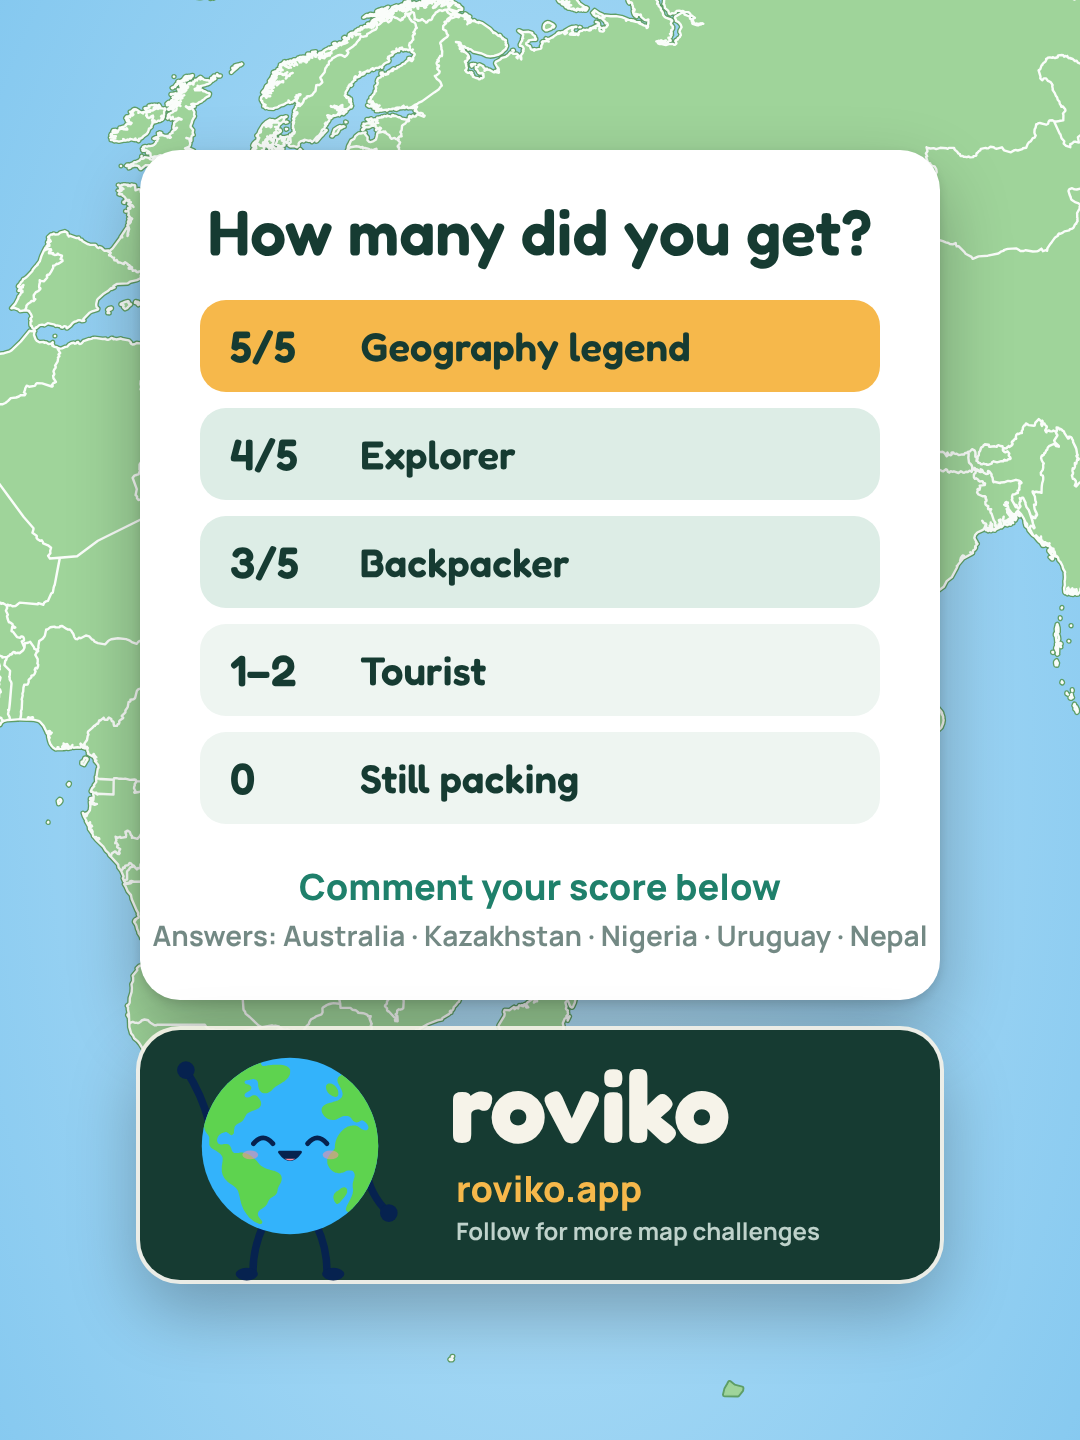 How many did you get?
5/5 Geography legend
4/5 Explorer
3/5 Backpacker
1–2 Tourist
0 Still packing
Comment your score below
Answers: Australia · Kazakhstan · Nigeria · Uruguay · Nepal
roviko
roviko.app
Follow for more map challenges